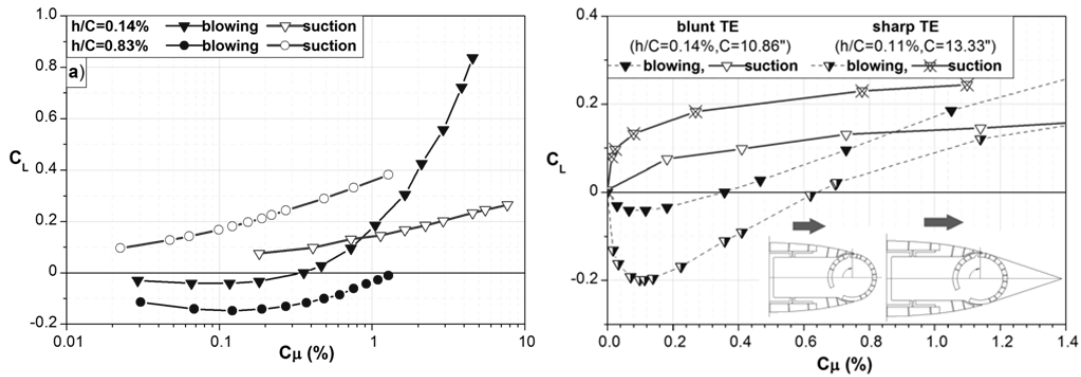 h/C=0.14% blowing suction
h/C=0.83% blowing suction
a)
1.0
0.8
0.6
0.4
0.2
0
-0.2
CL
0.01 0.1 1 10
Cμ (%)
blunt TE sharp TE
(h/C=0.14%,C=10.86") (h/C=0.11%,C=13.33")
blowing, suction blowing, suction
0.4
0.2
0
-0.2
CL
0.0 0.2 0.4 0.6 0.8 1.0 1.2 1.4
Cμ (%)